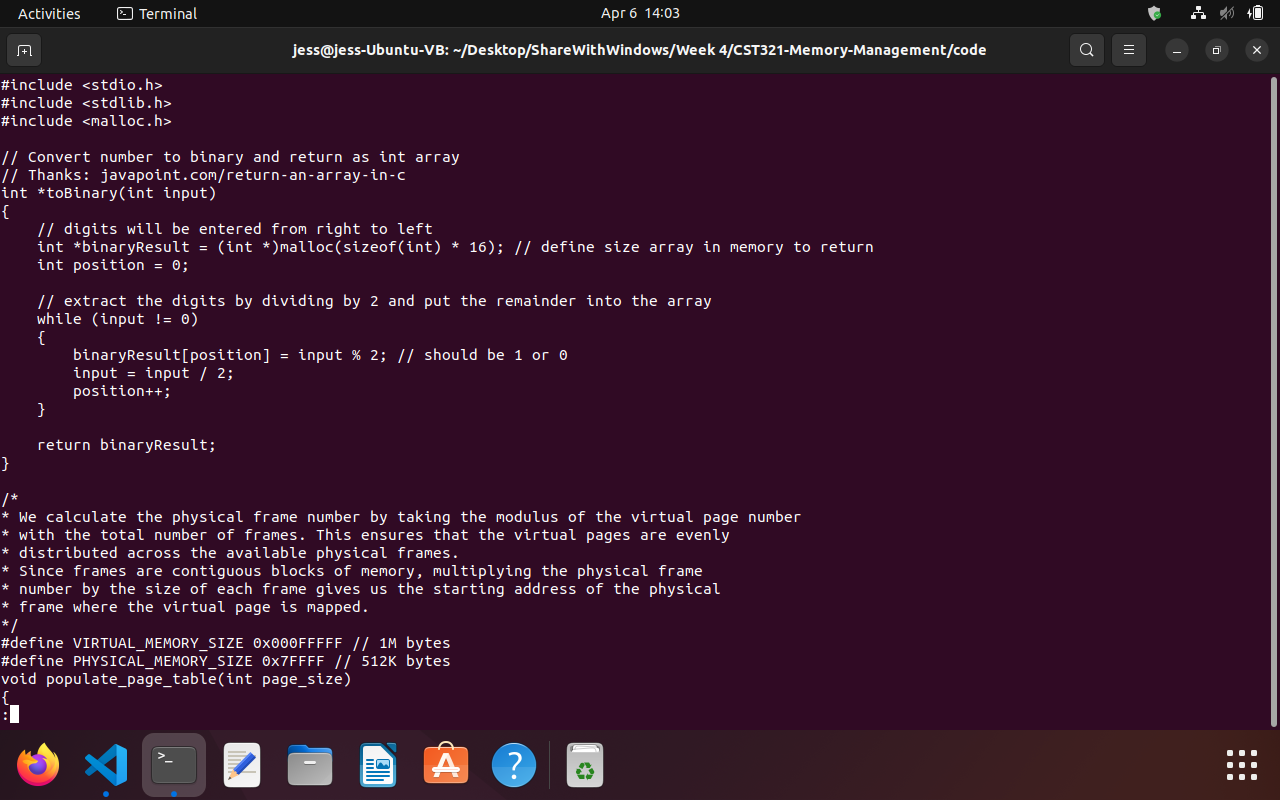 Activities Terminal Apr 6 14:03
jess@jess-Ubuntu-VB: ~/Desktop/ShareWithWindows/Week 4/CST321-Memory-Management/code
#include <stdio.h>
#include <stdlib.h>
#include <malloc.h>

// Convert number to binary and return as int array
// Thanks: javapoint.com/return-an-array-in-c
int *toBinary(int input)
{
    // digits will be entered from right to left
    int *binaryResult = (int *)malloc(sizeof(int) * 16); // define size array in memory to return
    int position = 0;

    // extract the digits by dividing by 2 and put the remainder into the array
    while (input != 0)
    {
        binaryResult[position] = input % 2; // should be 1 or 0
        input = input / 2;
        position++;
    }

    return binaryResult;
}

/*
* We calculate the physical frame number by taking the modulus of the virtual page number
* with the total number of frames. This ensures that the virtual pages are evenly
* distributed across the available physical frames.
* Since frames are contiguous blocks of memory, multiplying the physical frame
* number by the size of each frame gives us the starting address of the physical
* frame where the virtual page is mapped.
*/
#define VIRTUAL_MEMORY_SIZE 0x000FFFFF // 1M bytes
#define PHYSICAL_MEMORY_SIZE 0x7FFFF // 512K bytes
void populate_page_table(int page_size)
{
: